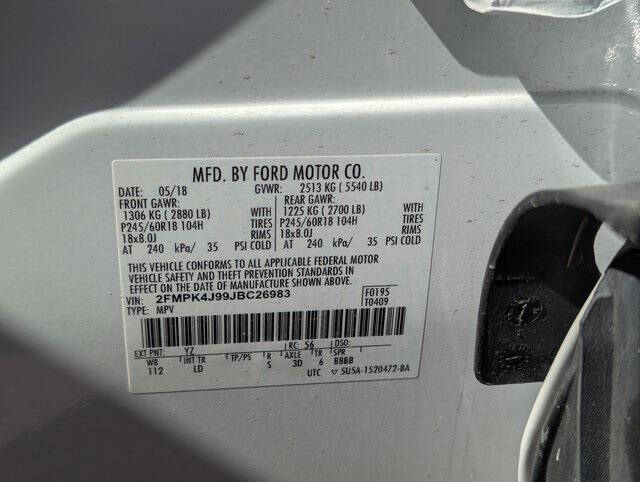 MFD. BY FORD MOTOR CO.
DATE: 05/18 GVWR: 2513 KG ( 5540 LB)
FRONT GAWR: REAR GAWR:
1306 KG ( 2880 LB) WITH 1225 KG ( 2700 LB) WITH
P245/60R18 104H TIRES P245/60R18 104H TIRES
18x8.0J RIMS 18x8.0J RIMS
AT 240 kPa/ 35 PSI COLD AT 240 kPa/ 35 PSI COLD
THIS VEHICLE CONFORMS TO ALL APPLICABLE FEDERAL MOTOR
VEHICLE SAFETY AND THEFT PREVENTION STANDARDS IN
EFFECT ON THE DATE OF MANUFACTURE SHOWN ABOVE.
VIN: 2FMPK4J99JBC26983 F0195
TYPE: MPV T0409
EXT PNT: YZ RC: 56 DSO:
WB INT TR TP/PS R AXLE TR SPR
112 LD S 3D 6 BBBB
UTC ▽ SU5A-1520472-BA